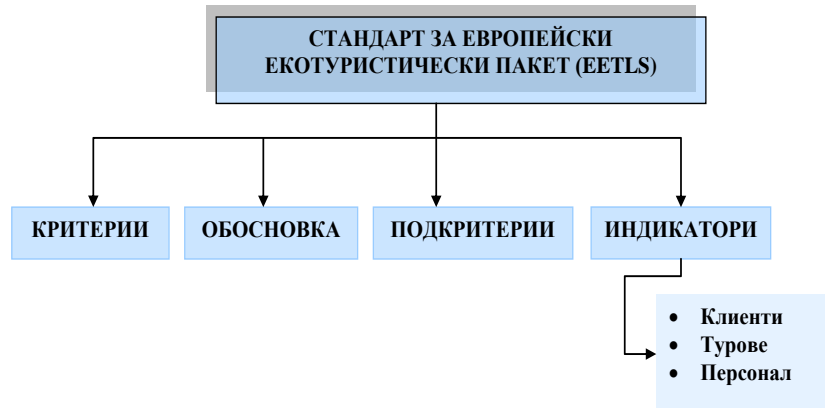 СТАНДАРТ ЗА ЕВРОПЕЙСКИ
ЕКОТУРИСТИЧЕСКИ ПАКЕТ (EETLS)
КРИТЕРИИ
ОБОСНОВКА
ПОДКРИТЕРИИ
ИНДИКАТОРИ
• Клиенти
• Турове
• Персонал